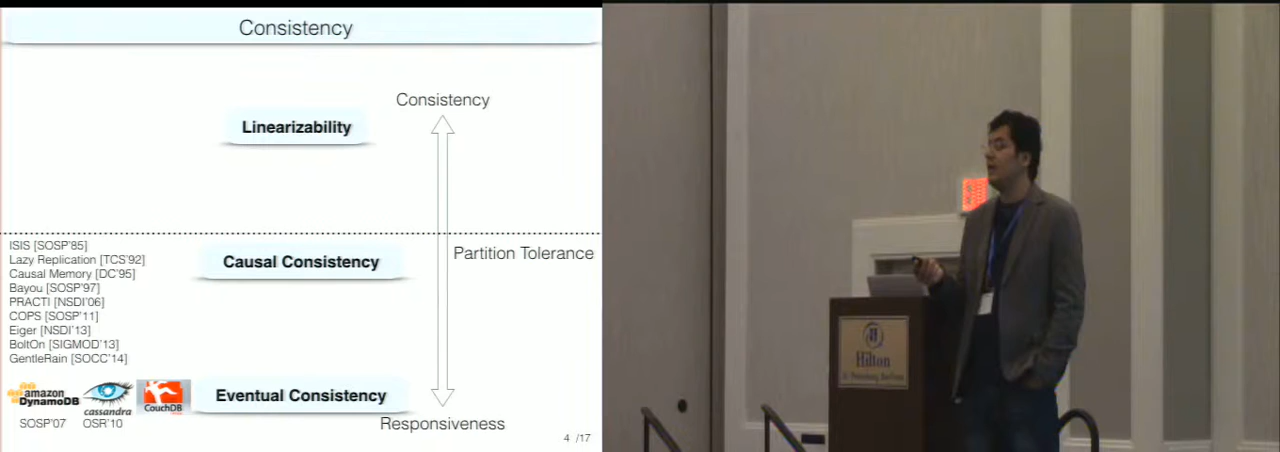 Consistency
Consistency
Linearizability
ISIS [SOSP'85]
Lazy Replication [TCS'92]
Causal Memory [DC'95]
Bayou [SOSP'97]
PRACTI [NSDI'06]
COPS [SOSP'11]
Eiger [NSDI'13]
BoltOn [SIGMOD'13]
GentleRain [SOCC'14]
Causal Consistency
Partition Tolerance
amazon
DynamoDB
cassandra
CouchDB
SOSP'07
OSR'10
Eventual Consistency
Responsiveness
4 /17
Hilton